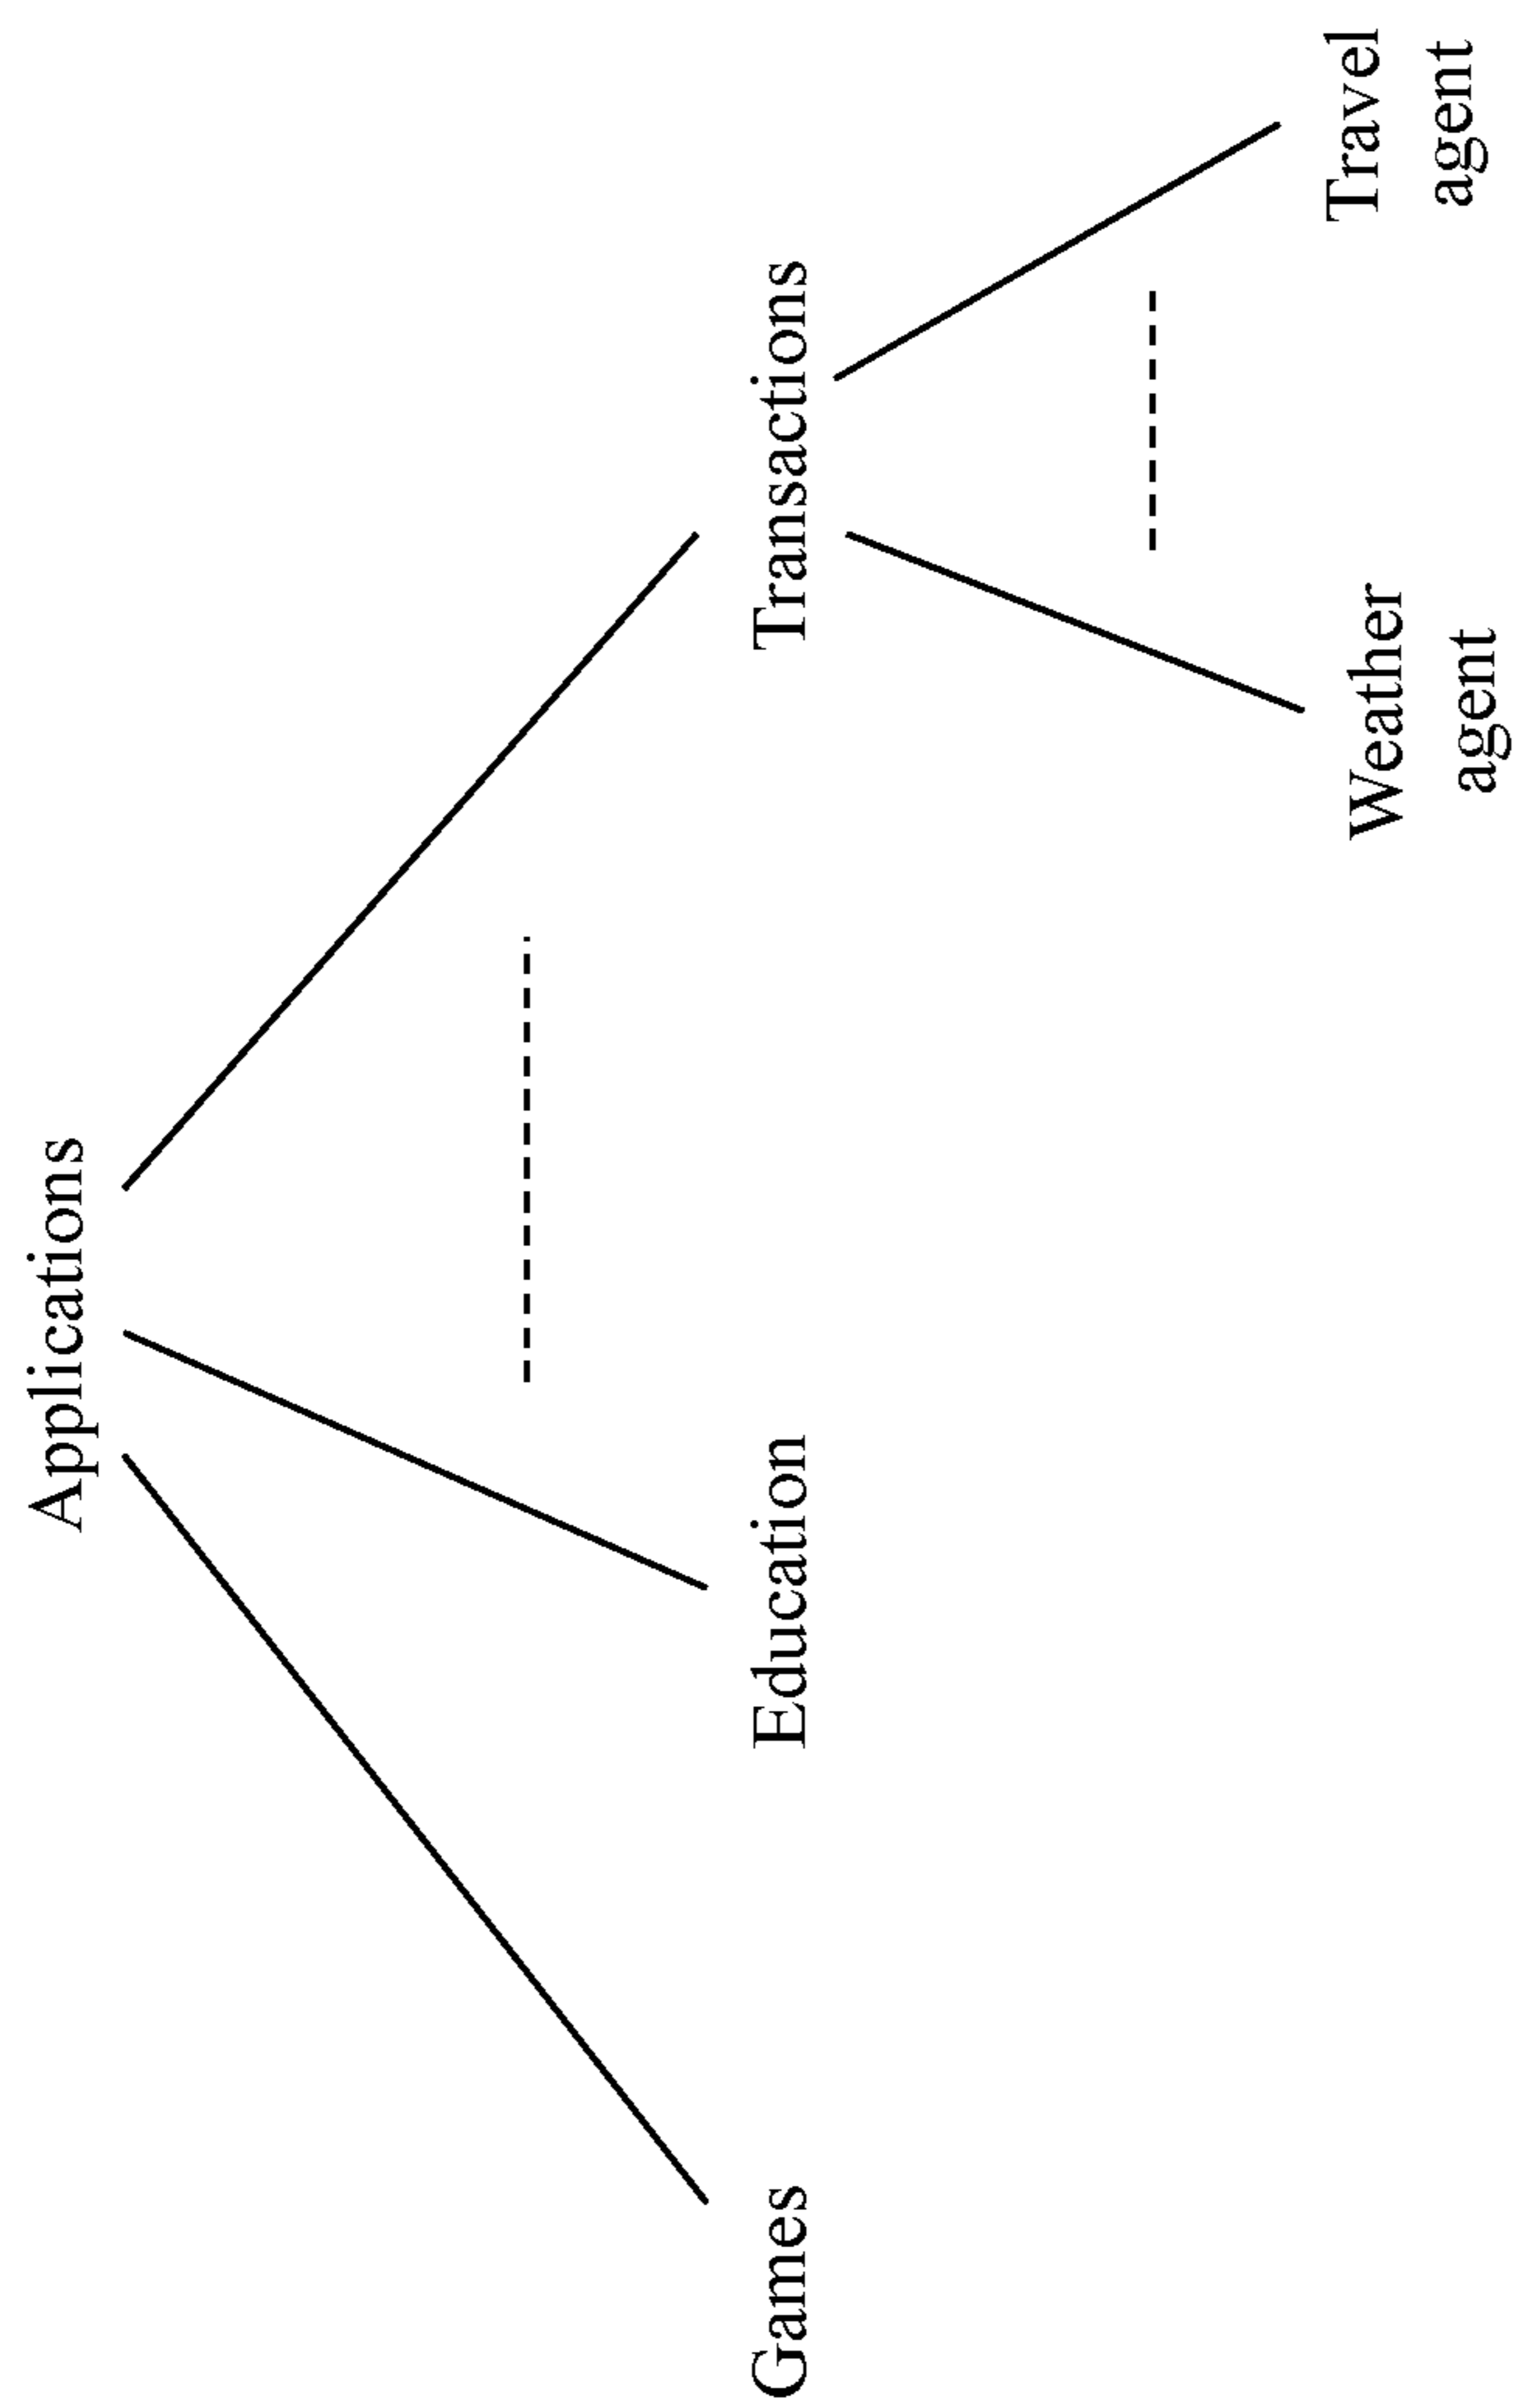 Applications
Games
Education
Transactions
Weather
agent
Travel
agent